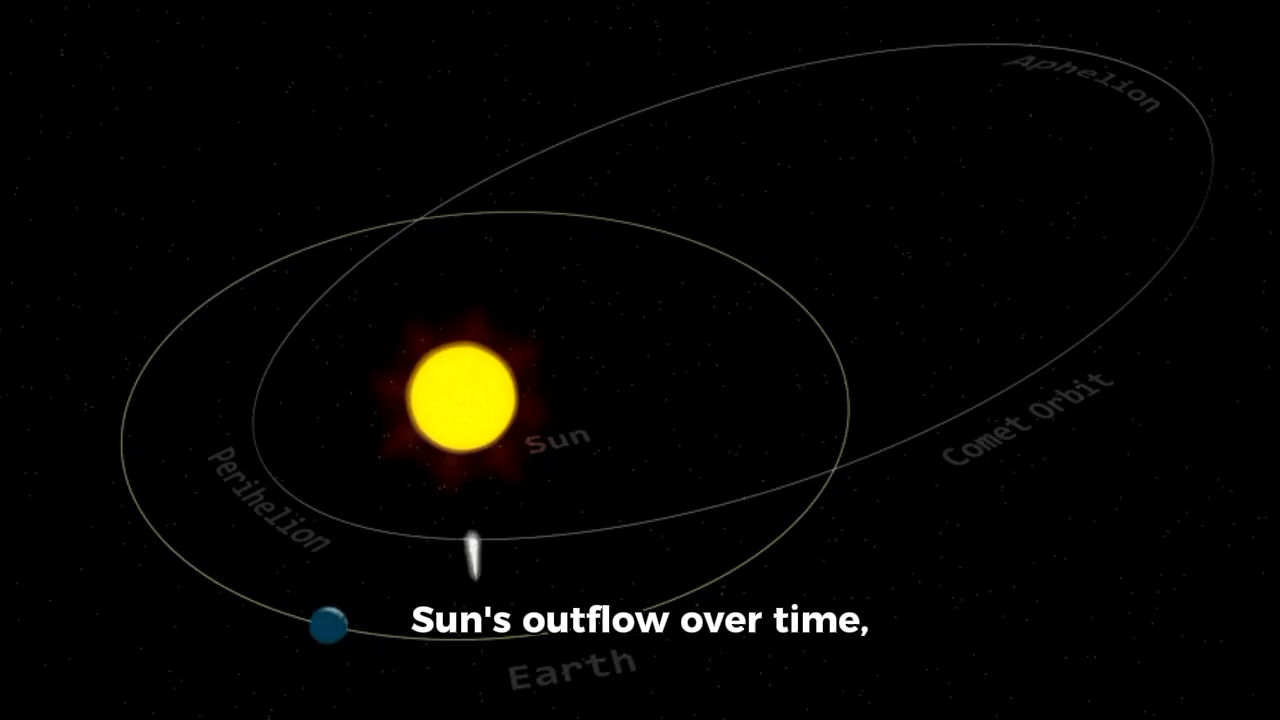 Aphelion
Comet Orbit
Sun
Perihelion
Sun's outflow over time,
Earth